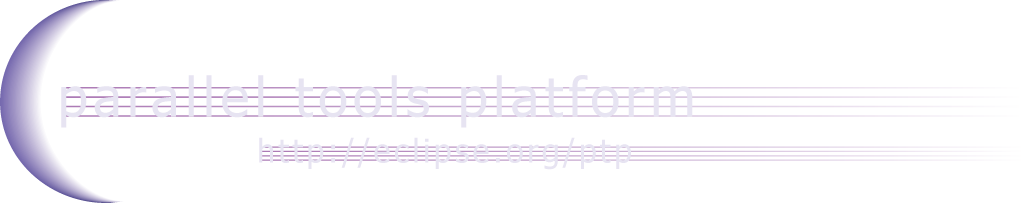 parallel tools platform
http://eclipse.org/ptp